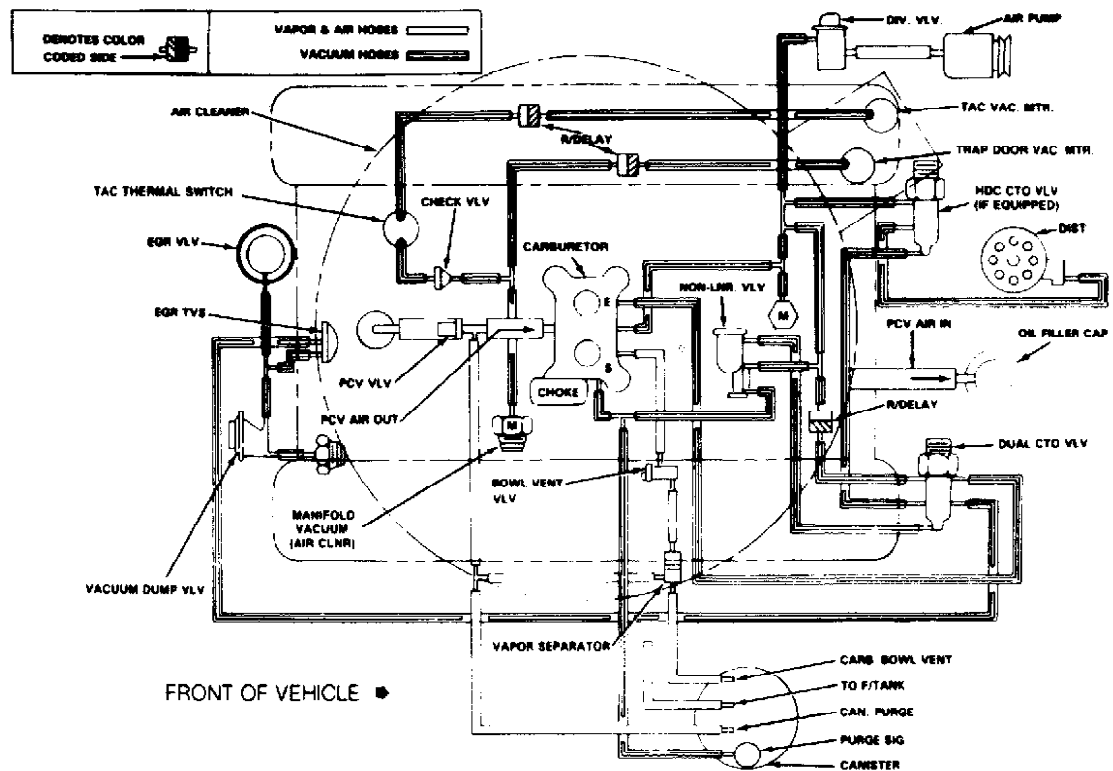 DENOTES COLOR
CODED SIDE
VAPOR & AIR HOSES
VACUUM HOSES
DIV. VLV.
AIR PUMP
AIR CLEANER
R/DELAY
TAC VAC. MTR.
TRAP DOOR VAC MTR.
TAC THERMAL SWITCH
CHECK VLV
HDC CTO VLV
(IF EQUIPPED)
EGR VLV
CARBURETOR
DIST
NON-LNR. VLV
E
M
EGR TVS
PCV AIR IN
OIL FILLER CAP
S
PCV VLV
CHOKE
PCV AIR OUT
R/DELAY
M
DUAL CTO VLV
BOWL VENT
VLV
MANIFOLD
VACUUM
(AIR CLNR)
VACUUM DUMP VLV
VAPOR SEPARATOR
CARB. BOWL VENT
TO F/TANK
FRONT OF VEHICLE
CAN. PURGE
PURGE SIG
CANISTER